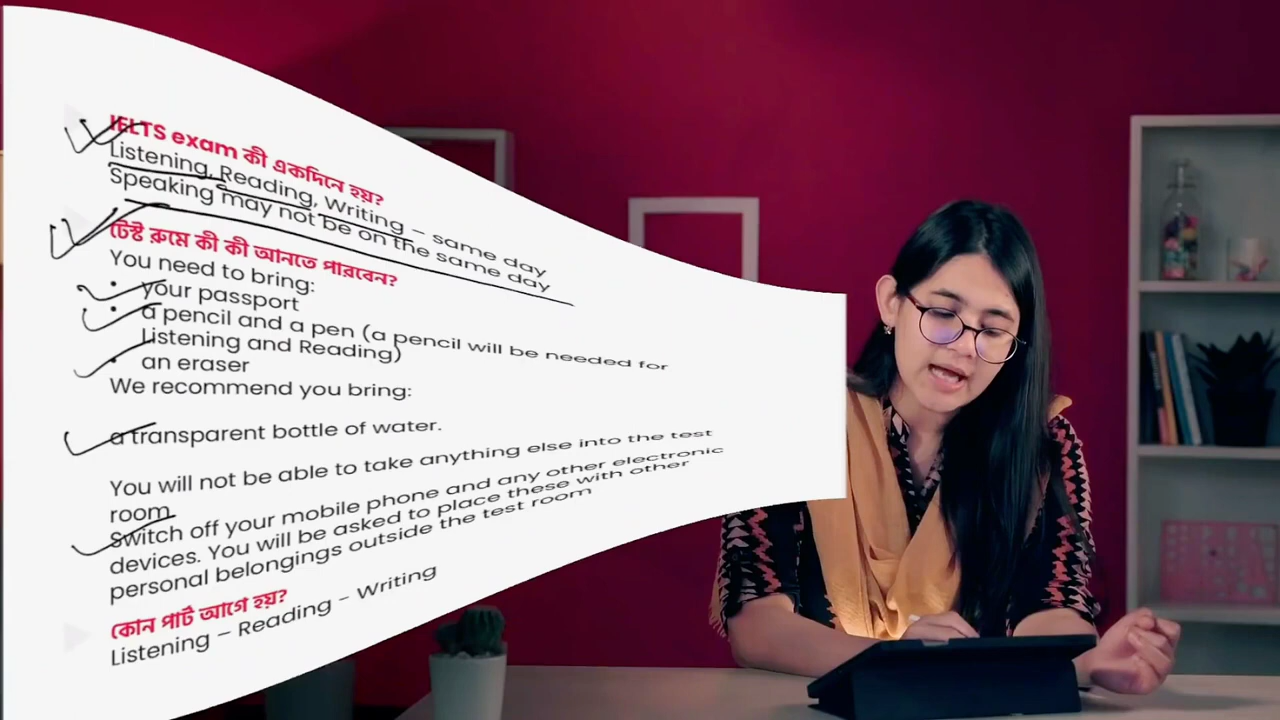 IELTS exam কী একদিনে হয়?
Listening, Reading, Writing – same day
Speaking may not be on the same day
টেস্ট রুমে কী কী আনতে পারবেন?
You need to bring:
• your passport
• a pencil and a pen (a pencil will be needed for
Listening and Reading)
• an eraser
We recommend you bring:
a transparent bottle of water.
You will not be able to take anything else into the test
room.
Switch off your mobile phone and any other electronic
devices. You will be asked to place these with other
personal belongings outside the test room
কোন পার্ট আগে হয়?
Listening – Reading - Writing